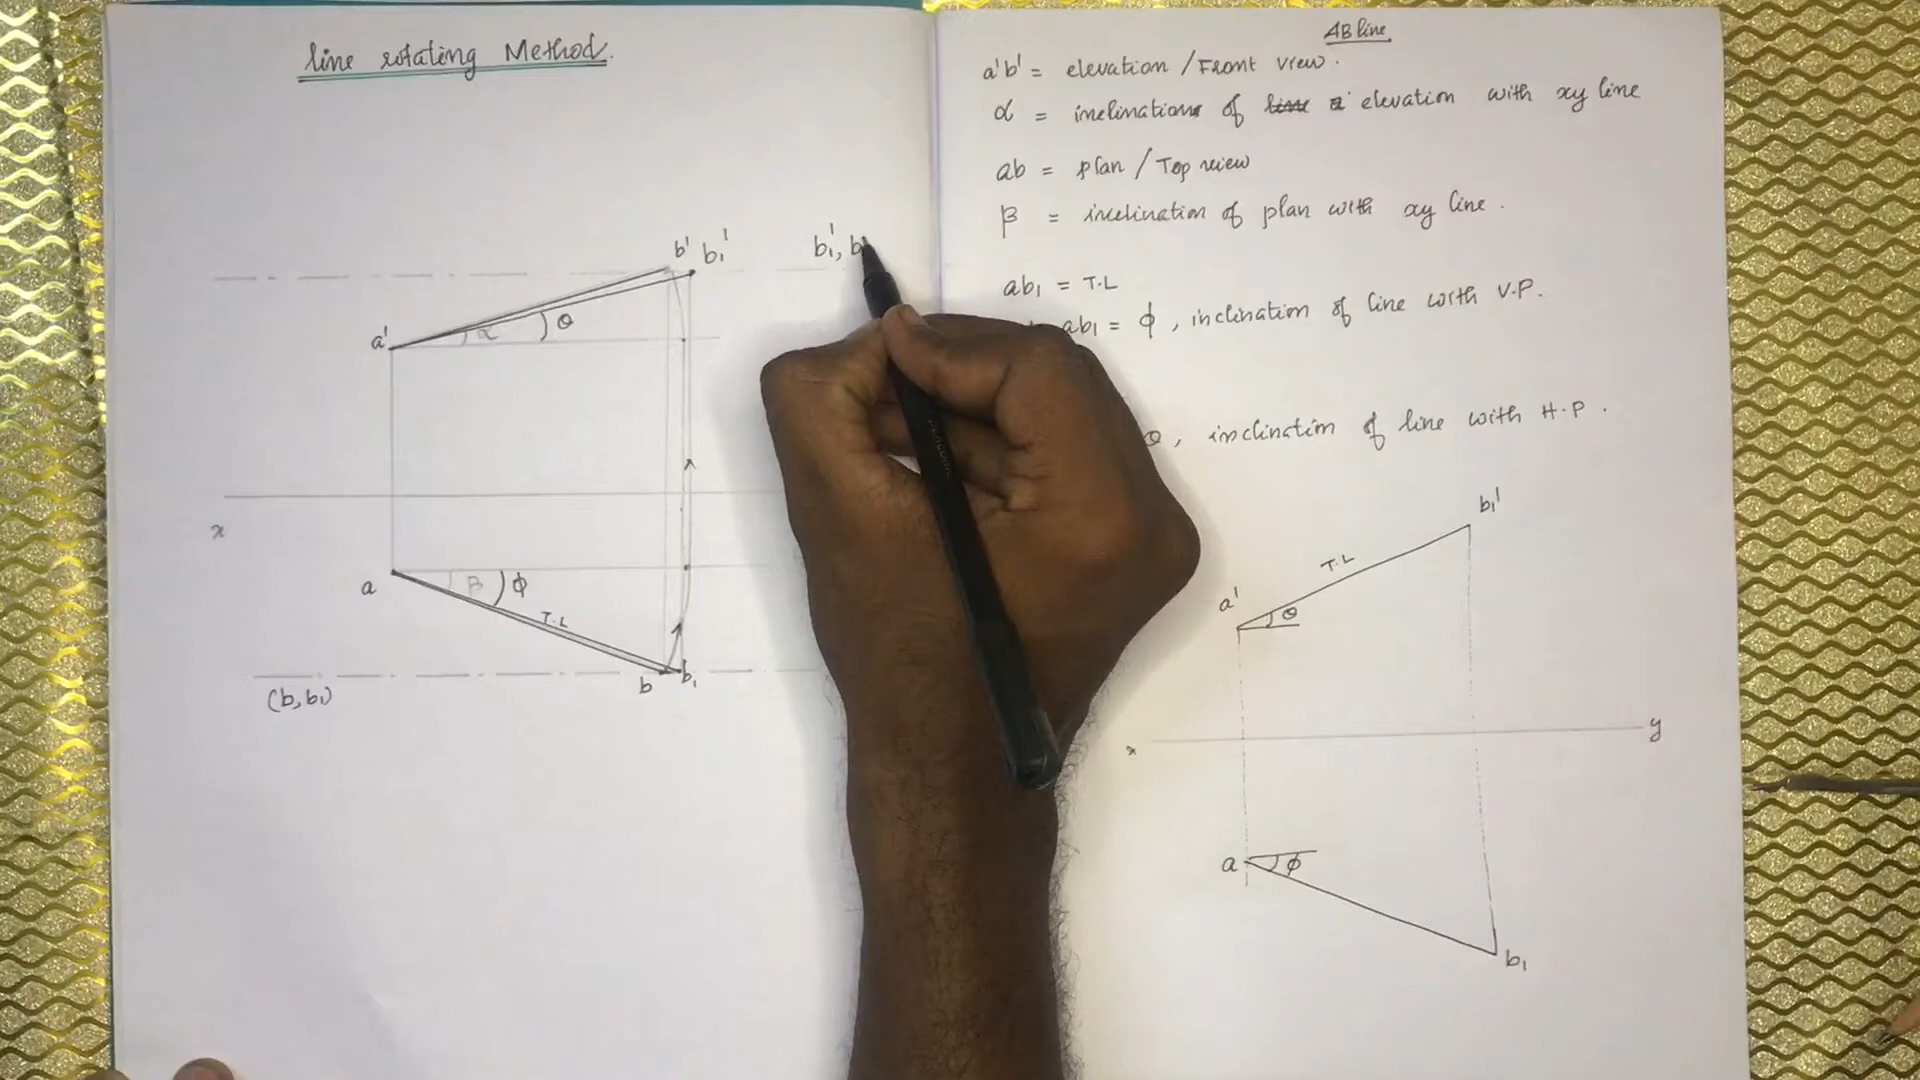 line rotating Method.
b' b₁'
b₁', b
a'
α
θ
x
a
β
ϕ
T.L
b
b₁
(b, b₁)
AB line
a'b' = elevation / Front view.
α = inclinations of line a elevation with xy line
ab = plan / Top view
β = inclination of plan with xy line.
ab₁ = T.L
ab₁ = ϕ, inclination of line with V.P.
θ, inclination of line with H.P.
b₁'
T.L
a'
θ
x
y
a
ϕ
b₁